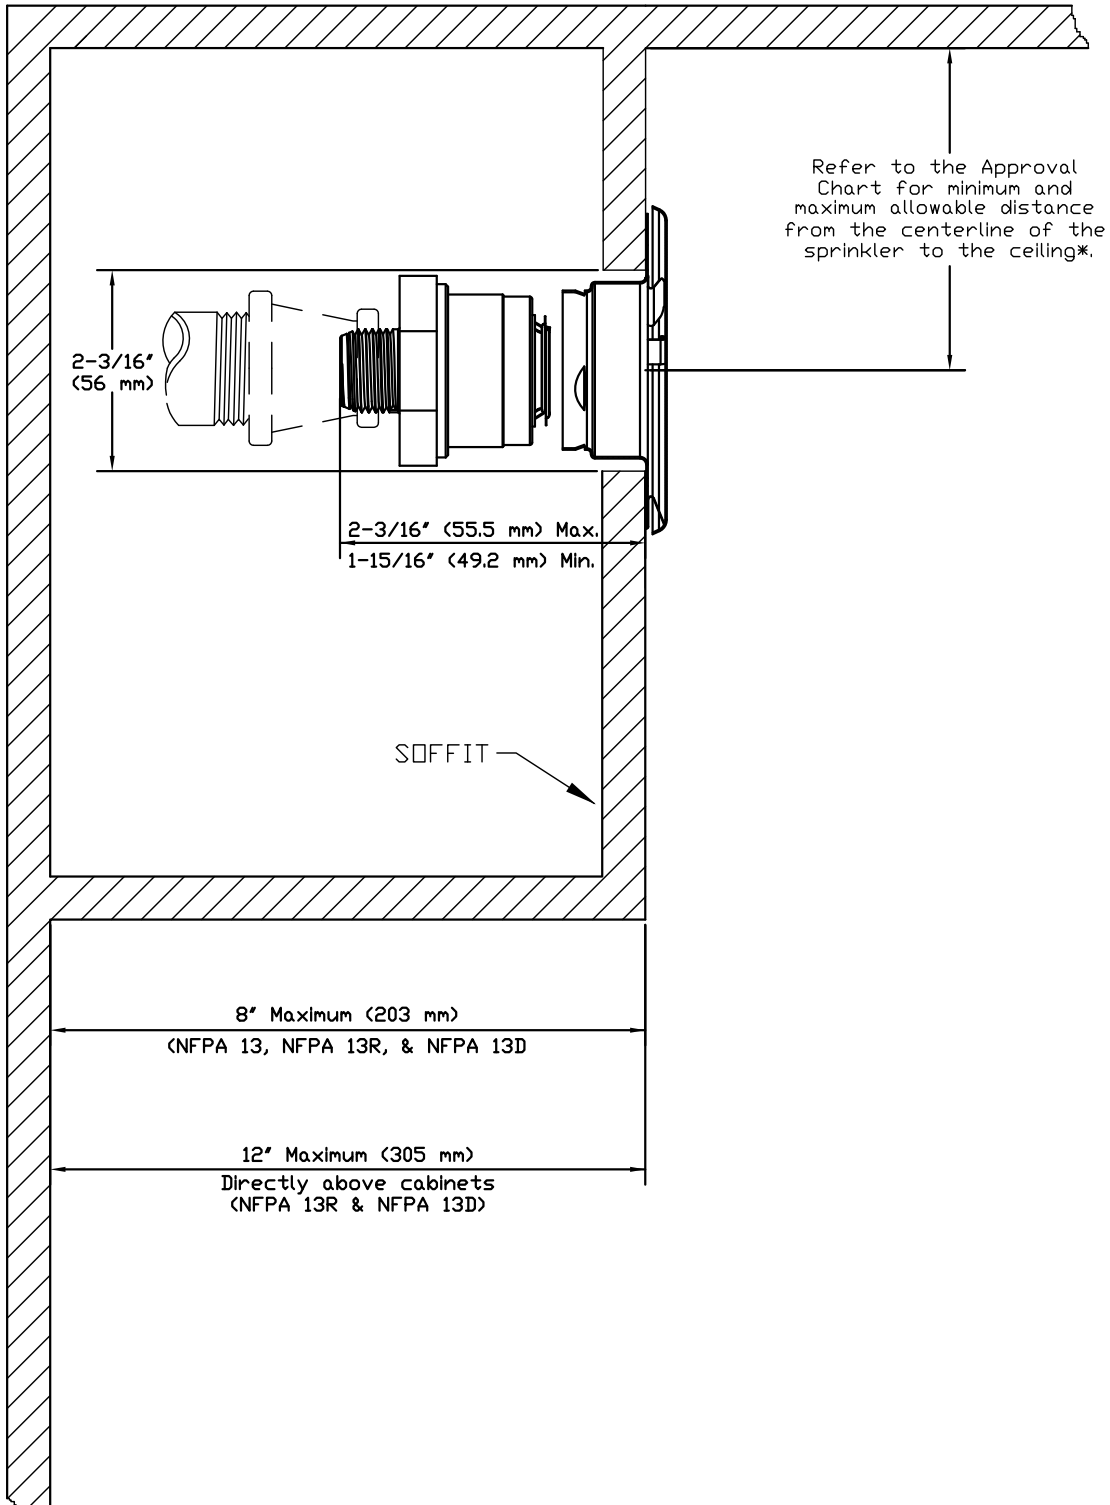 Refer to the Approval
Chart for minimum and
maximum allowable distance
from the centerline of the
sprinkler to the ceiling*.
2-3/16"
(56 mm)
2-3/16" (55.5 mm) Max.
1-15/16" (49.2 mm) Min.
SOFFIT
8" Maximum (203 mm)
(NFPA 13, NFPA 13R, & NFPA 13D
12" Maximum (305 mm)
Directly above cabinets
(NFPA 13R & NFPA 13D)